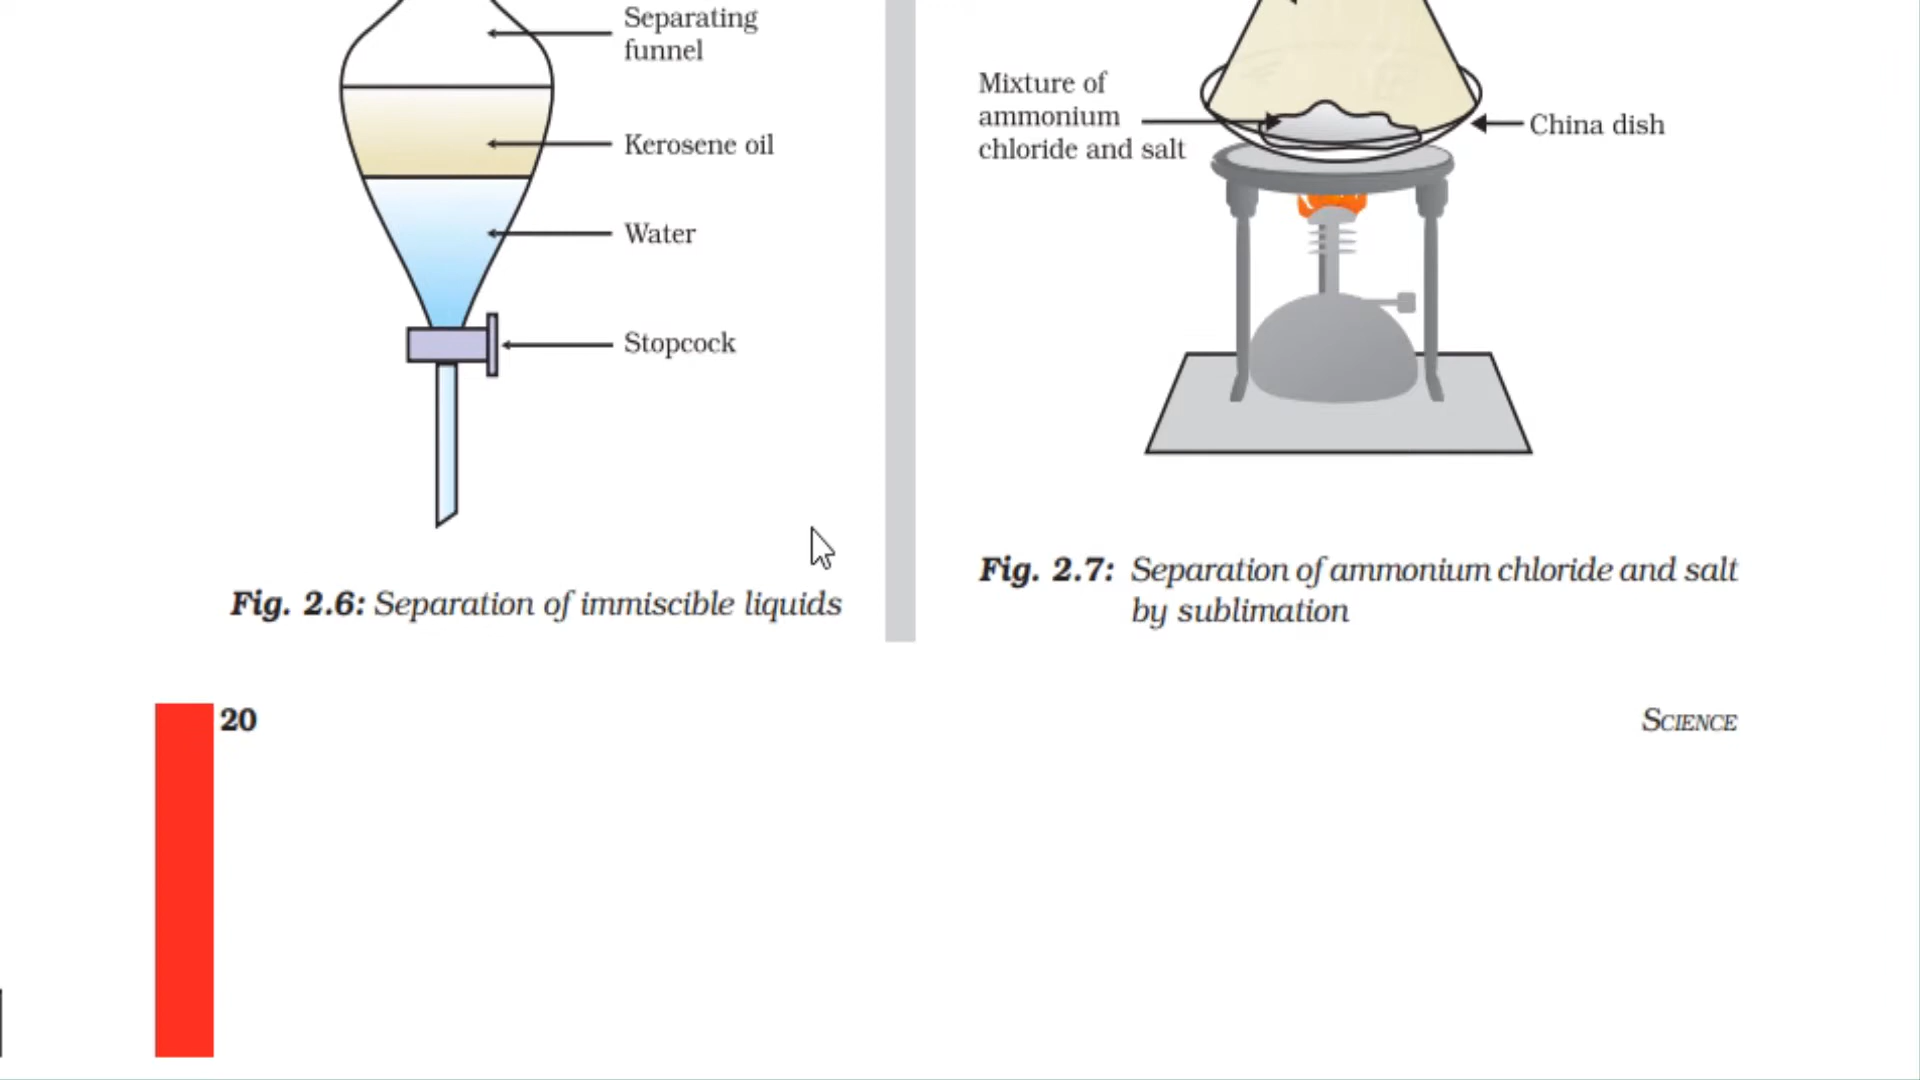 Separating
funnel
Kerosene oil
Water
Stopcock
Fig. 2.6: Separation of immiscible liquids
Mixture of
ammonium
chloride and salt
China dish
Fig. 2.7: Separation of ammonium chloride and salt
by sublimation
20
SCIENCE